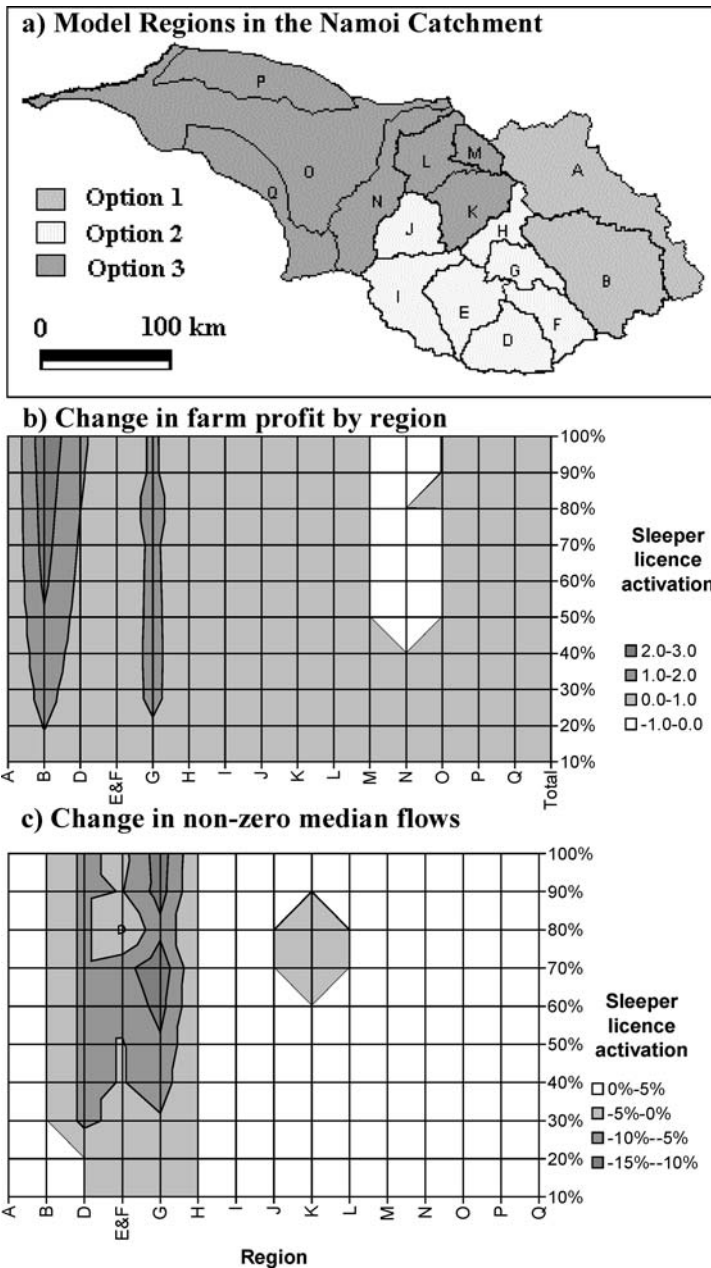 a) Model Regions in the Namoi Catchment
P
A
M
L
O
Q
N
K
Option 1
Option 2
Option 3
J
H
G
B
I
E
F
D
0 100 km
b) Change in farm profit by region
100%
90%
80%
70%
60%
50%
40%
30%
20%
10%
Sleeper
licence
activation
2.0-3.0
1.0-2.0
0.0-1.0
-1.0-0.0
A B D E&F G H I J K L M N O P Q Total
c) Change in non-zero median flows
100%
90%
80%
70%
60%
50%
40%
30%
20%
10%
D
Sleeper
licence
activation
0%-5%
-5%-0%
-10%--5%
-15%--10%
A B D E&F G H I J K L M N O P Q
Region